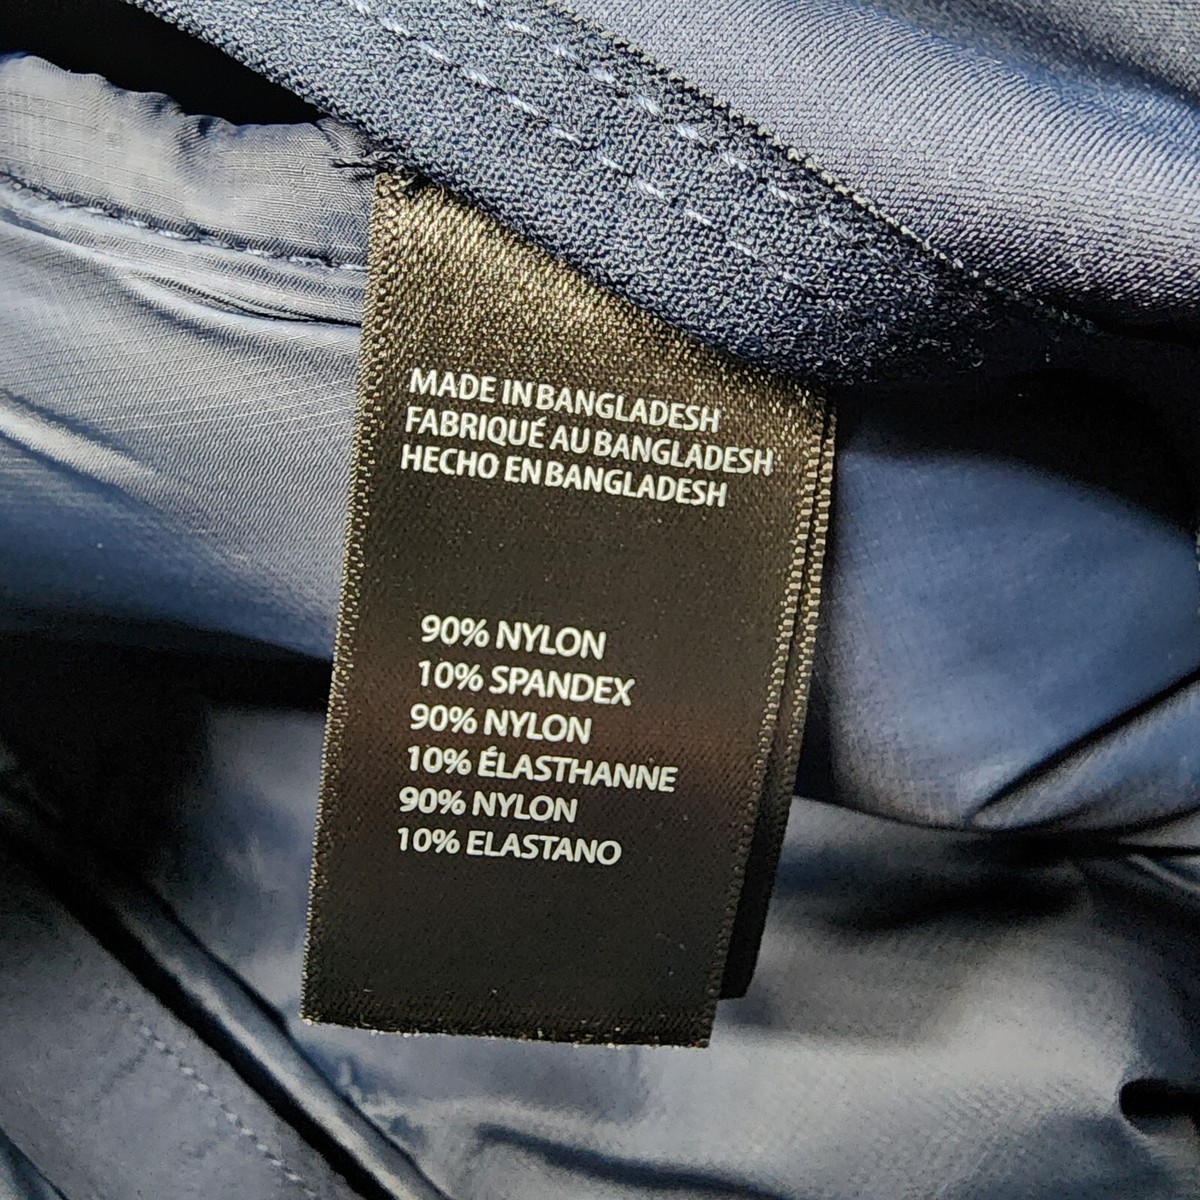 MADE IN BANGLADESH
FABRIQUÉ AU BANGLADESH
HECHO EN BANGLADESH
90% NYLON
10% SPANDEX
90% NYLON
10% ÉLASTHANNE
90% NYLON
10% ELASTANO